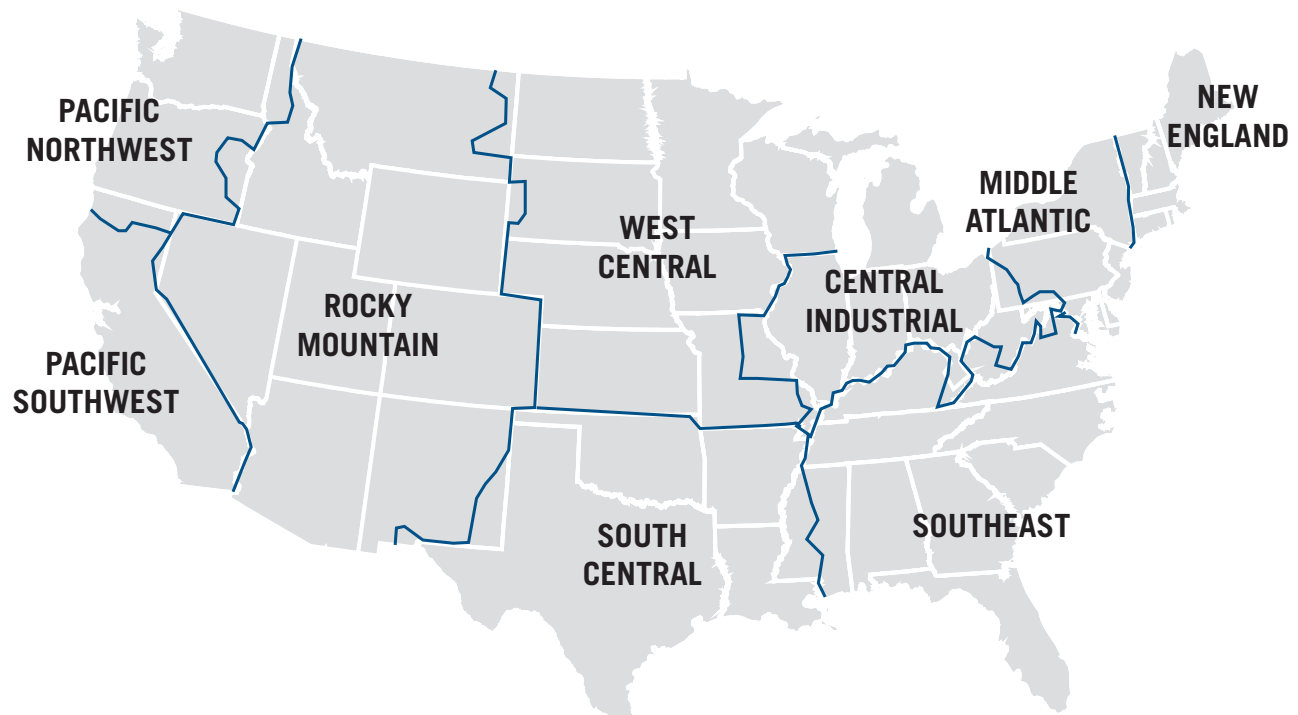 PACIFIC
NORTHWEST
NEW
ENGLAND
MIDDLE
ATLANTIC
WEST
CENTRAL
CENTRAL
INDUSTRIAL
ROCKY
MOUNTAIN
PACIFIC
SOUTHWEST
SOUTH
CENTRAL
SOUTHEAST